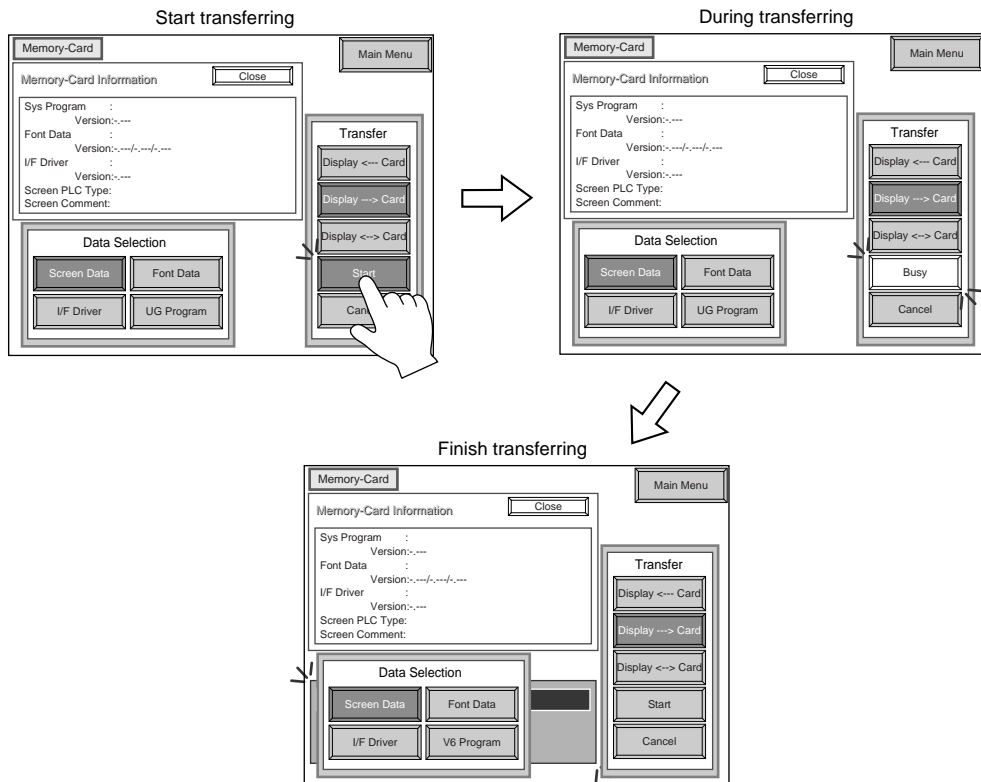 Start transferring
Memory-Card
Main Menu
Memory-Card Information
Close
Sys Program :
Version:-.---
Font Data :
Version:-.---/-.---/-.---
I/F Driver :
Version:-.---
Screen PLC Type:
Screen Comment:
Transfer
Display <--- Card
Display ---> Card
Display <--> Card
Start
Data Selection
Screen Data
Font Data
I/F Driver
UG Program
During transferring
Memory-Card
Main Menu
Memory-Card Information
Close
Sys Program :
Version:-.---
Font Data :
Version:-.---/-.---/-.---
I/F Driver :
Version:-.---
Screen PLC Type:
Screen Comment:
Transfer
Display <--- Card
Display ---> Card
Display <--> Card
Busy
Cancel
Data Selection
Screen Data
Font Data
I/F Driver
UG Program
Finish transferring
Memory-Card
Main Menu
Memory-Card Information
Close
Sys Program :
Version:-.---
Font Data :
Version:-.---/-.---/-.---
I/F Driver :
Version:-.---
Screen PLC Type:
Screen Comment:
Transfer
Display <--- Card
Display ---> Card
Display <--> Card
Start
Cancel
Data Selection
Screen Data
Font Data
I/F Driver
V6 Program